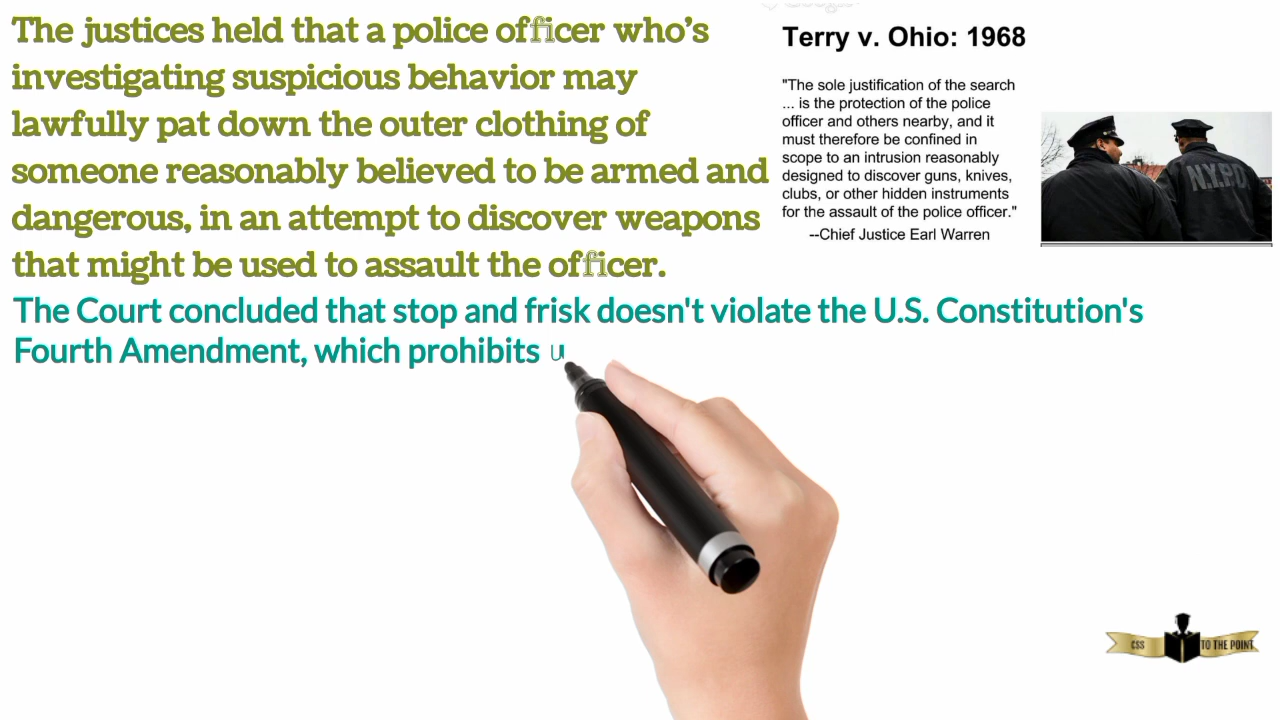 The justices held that a police officer who's
investigating suspicious behavior may
lawfully pat down the outer clothing of
someone reasonably believed to be armed and
dangerous, in an attempt to discover weapons
that might be used to assault the officer.
The Court concluded that stop and frisk doesn't violate the U.S. Constitution's
Fourth Amendment, which prohibits u
Terry v. Ohio: 1968
"The sole justification of the search
... is the protection of the police
officer and others nearby, and it
must therefore be confined in
scope to an intrusion reasonably
designed to discover guns, knives,
clubs, or other hidden instruments
for the assault of the police officer."
--Chief Justice Earl Warren
N.Y.P.D
CSS TO THE POINT